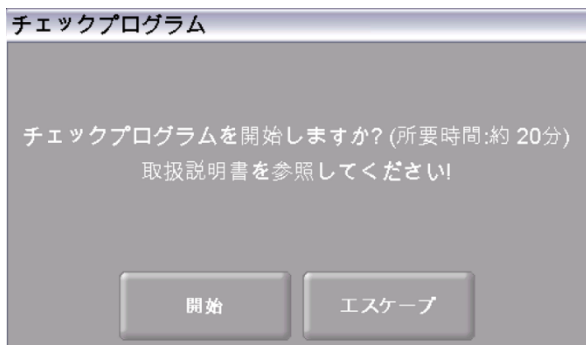 チェックプログラム
チェックプログラムを開始しますか? (所要時間:約 20分)
取扱説明書を参照してください!
開始
エスケープ